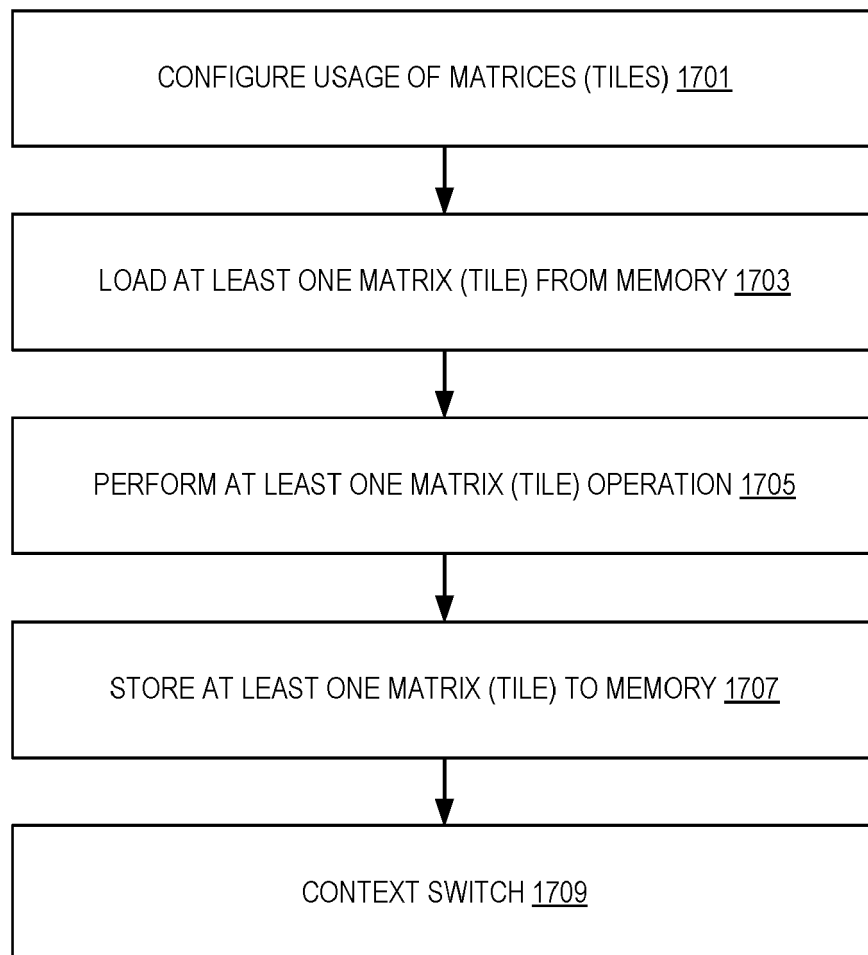 CONFIGURE USAGE OF MATRICES (TILES) 1701
LOAD AT LEAST ONE MATRIX (TILE) FROM MEMORY 1703
PERFORM AT LEAST ONE MATRIX (TILE) OPERATION 1705
STORE AT LEAST ONE MATRIX (TILE) TO MEMORY 1707
CONTEXT SWITCH 1709